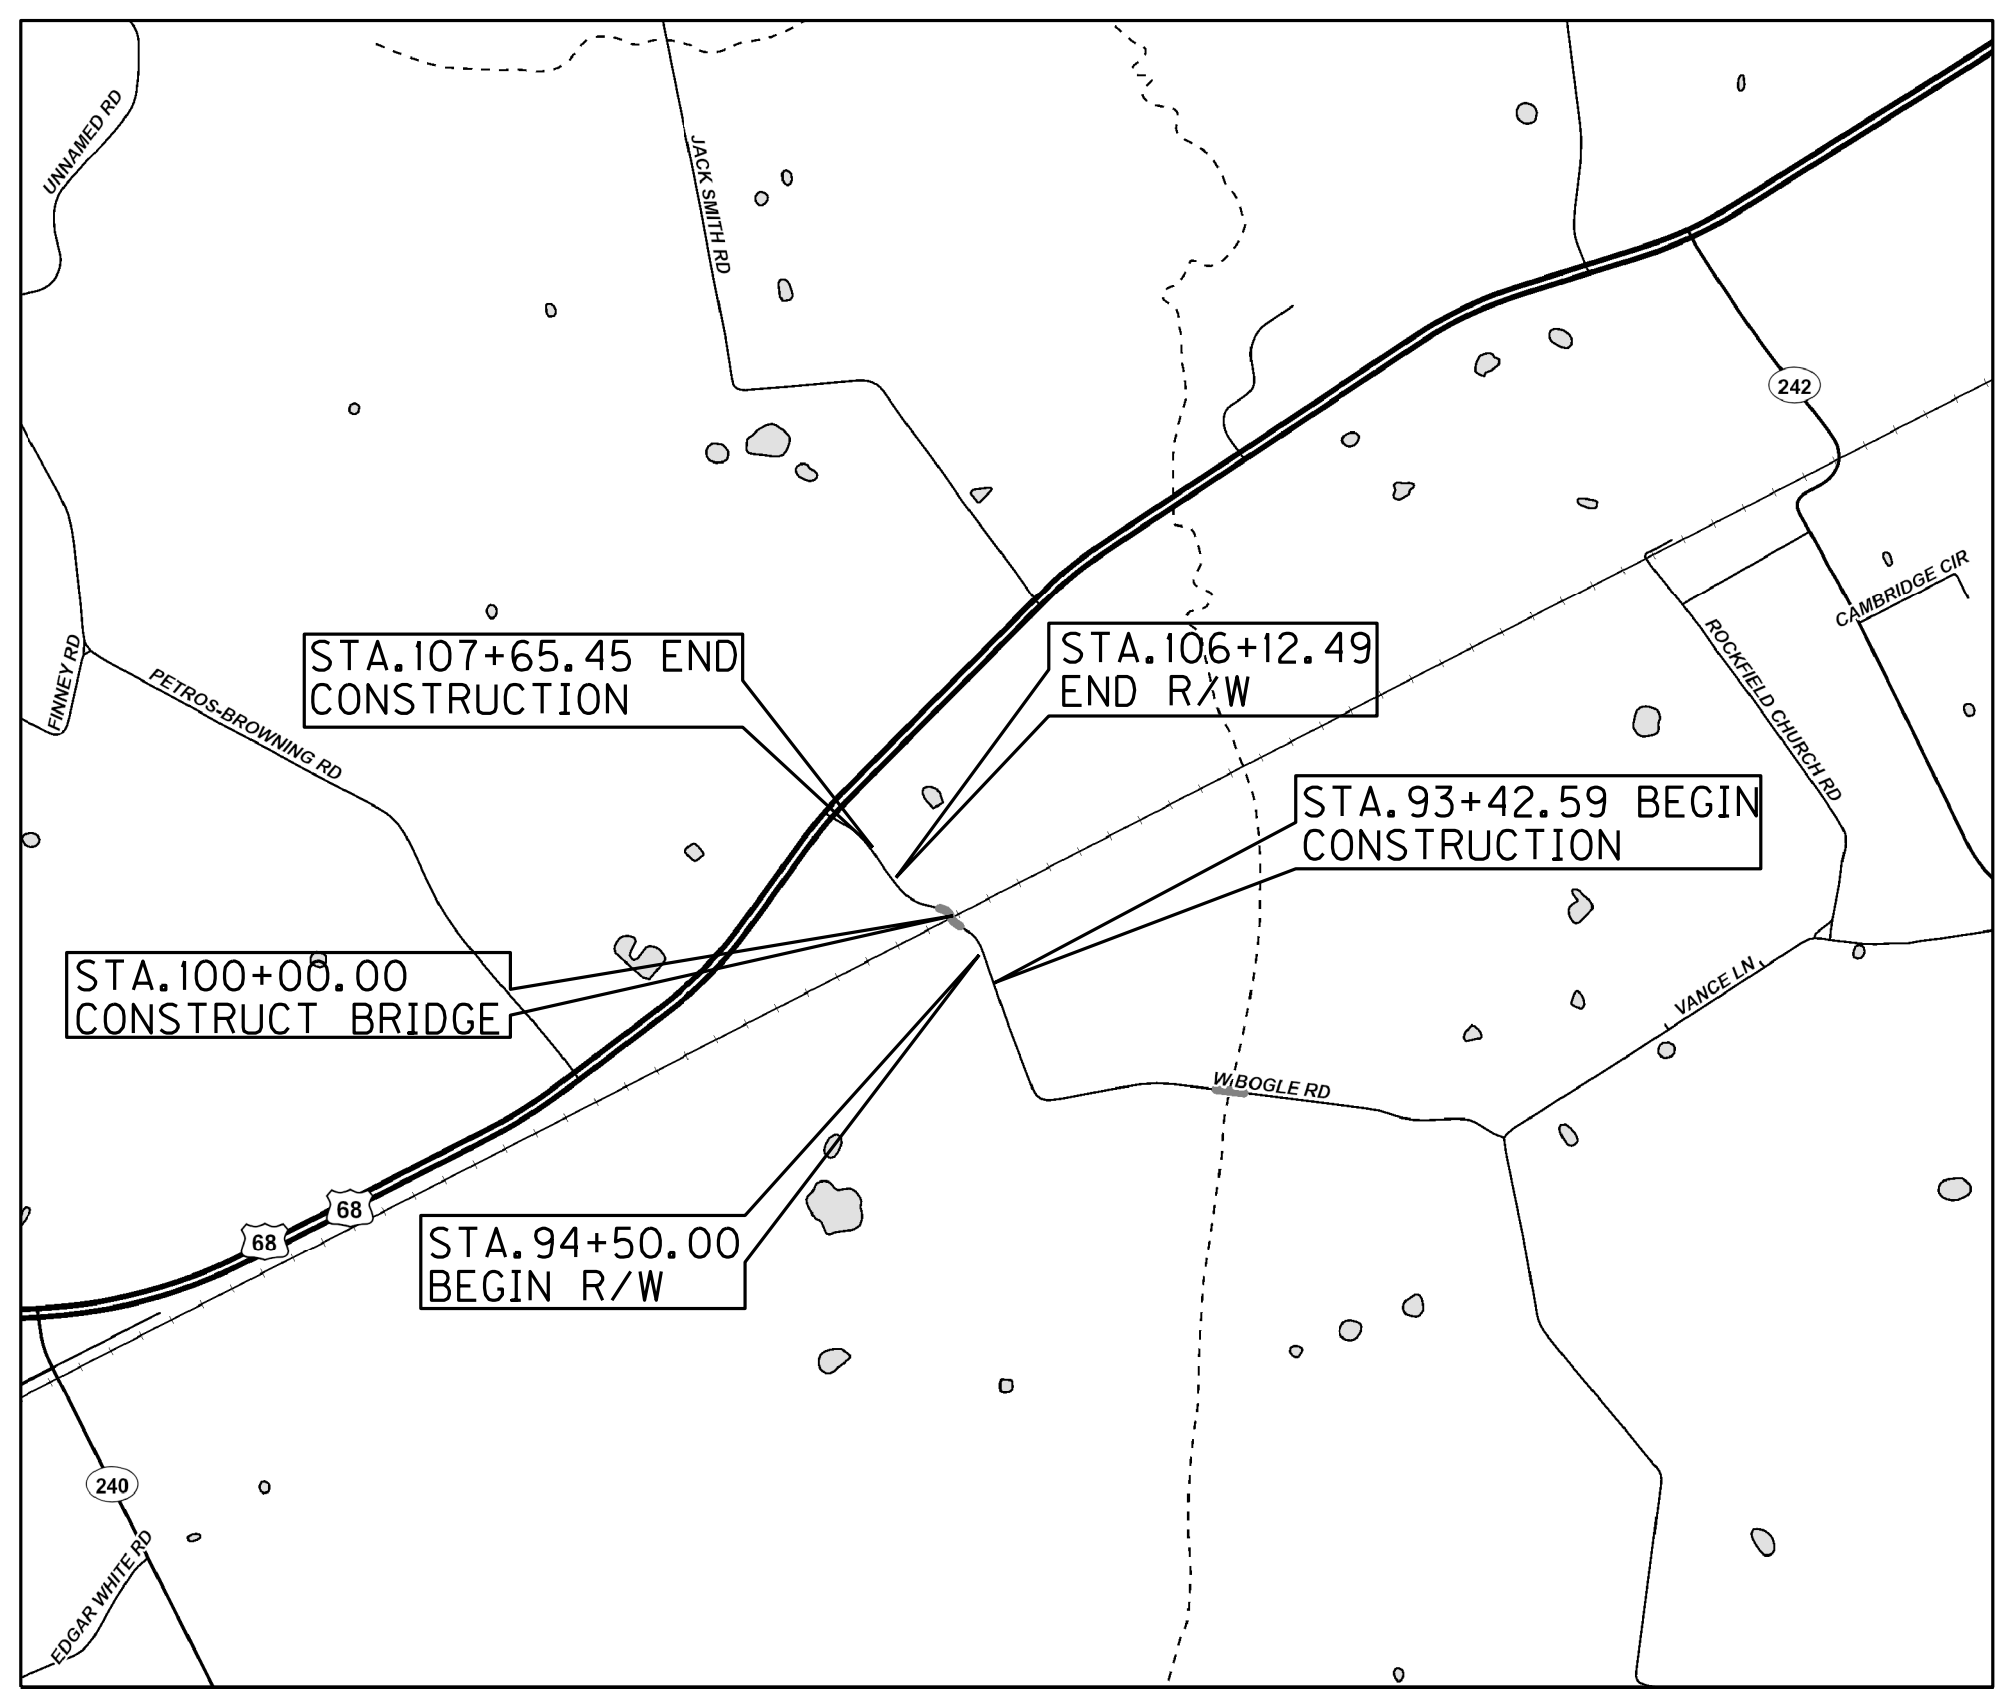 UNNAMED RD
JACK SMITH RD
242
CAMBRIDGE CIR
FINNEY RD
PETROS-BROWNING RD
STA.107+65.45 END
CONSTRUCTION
STA.106+12.49
END R/W
ROCKFIELD CHURCH RD
STA.93+42.59 BEGIN
CONSTRUCTION
STA.100+00.00
CONSTRUCT BRIDGE
VANCE LN
W BOGLE RD
68
68
STA.94+50.00
BEGIN R/W
240
EDGAR WHITE RD